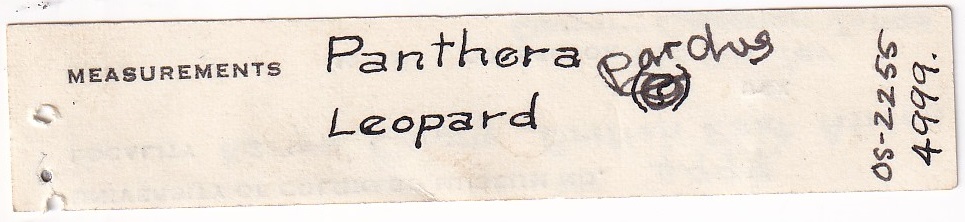 MEASUREMENTS Panthera pardus
(?)
Leopard
OS-2255
4999.